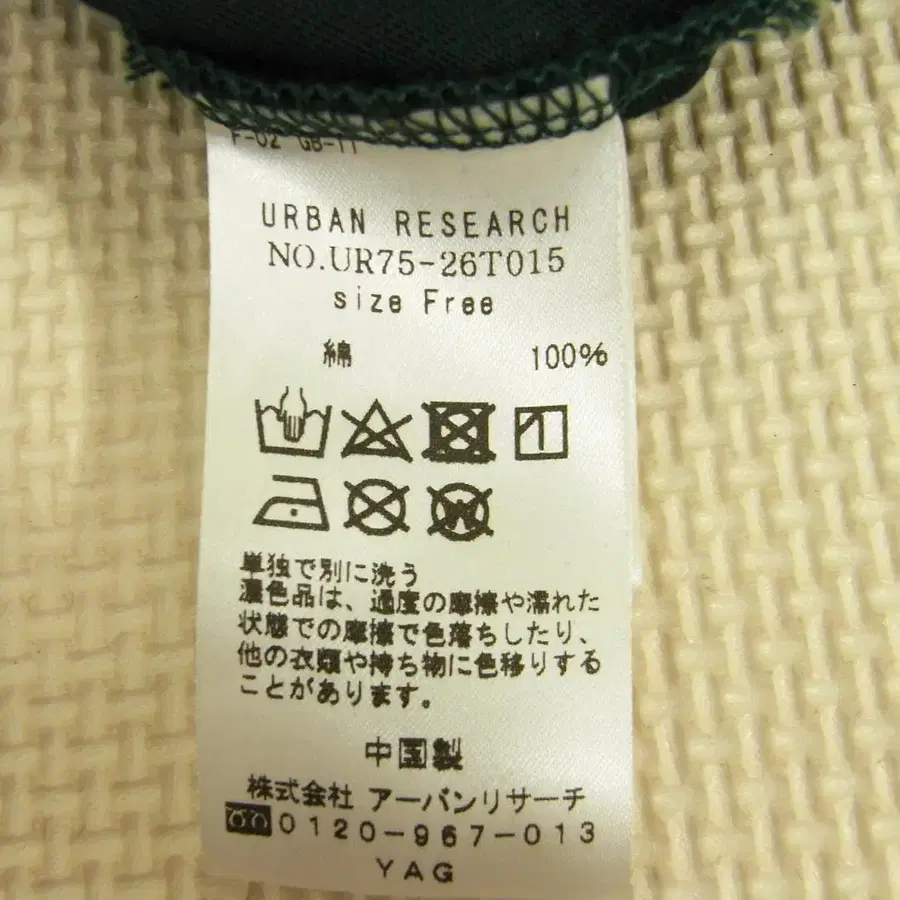 F-02 GB-11
URBAN RESEARCH
NO.UR75-26T015
size Free
綿 100%
単独で別に洗う
濃色品は、過度の摩擦や濡れた
状態での摩擦で色落ちしたり、
他の衣類や持ち物に色移りする
ことがあります。
中国製
株式会社 アーバンリサーチ
0120-967-013
YAG